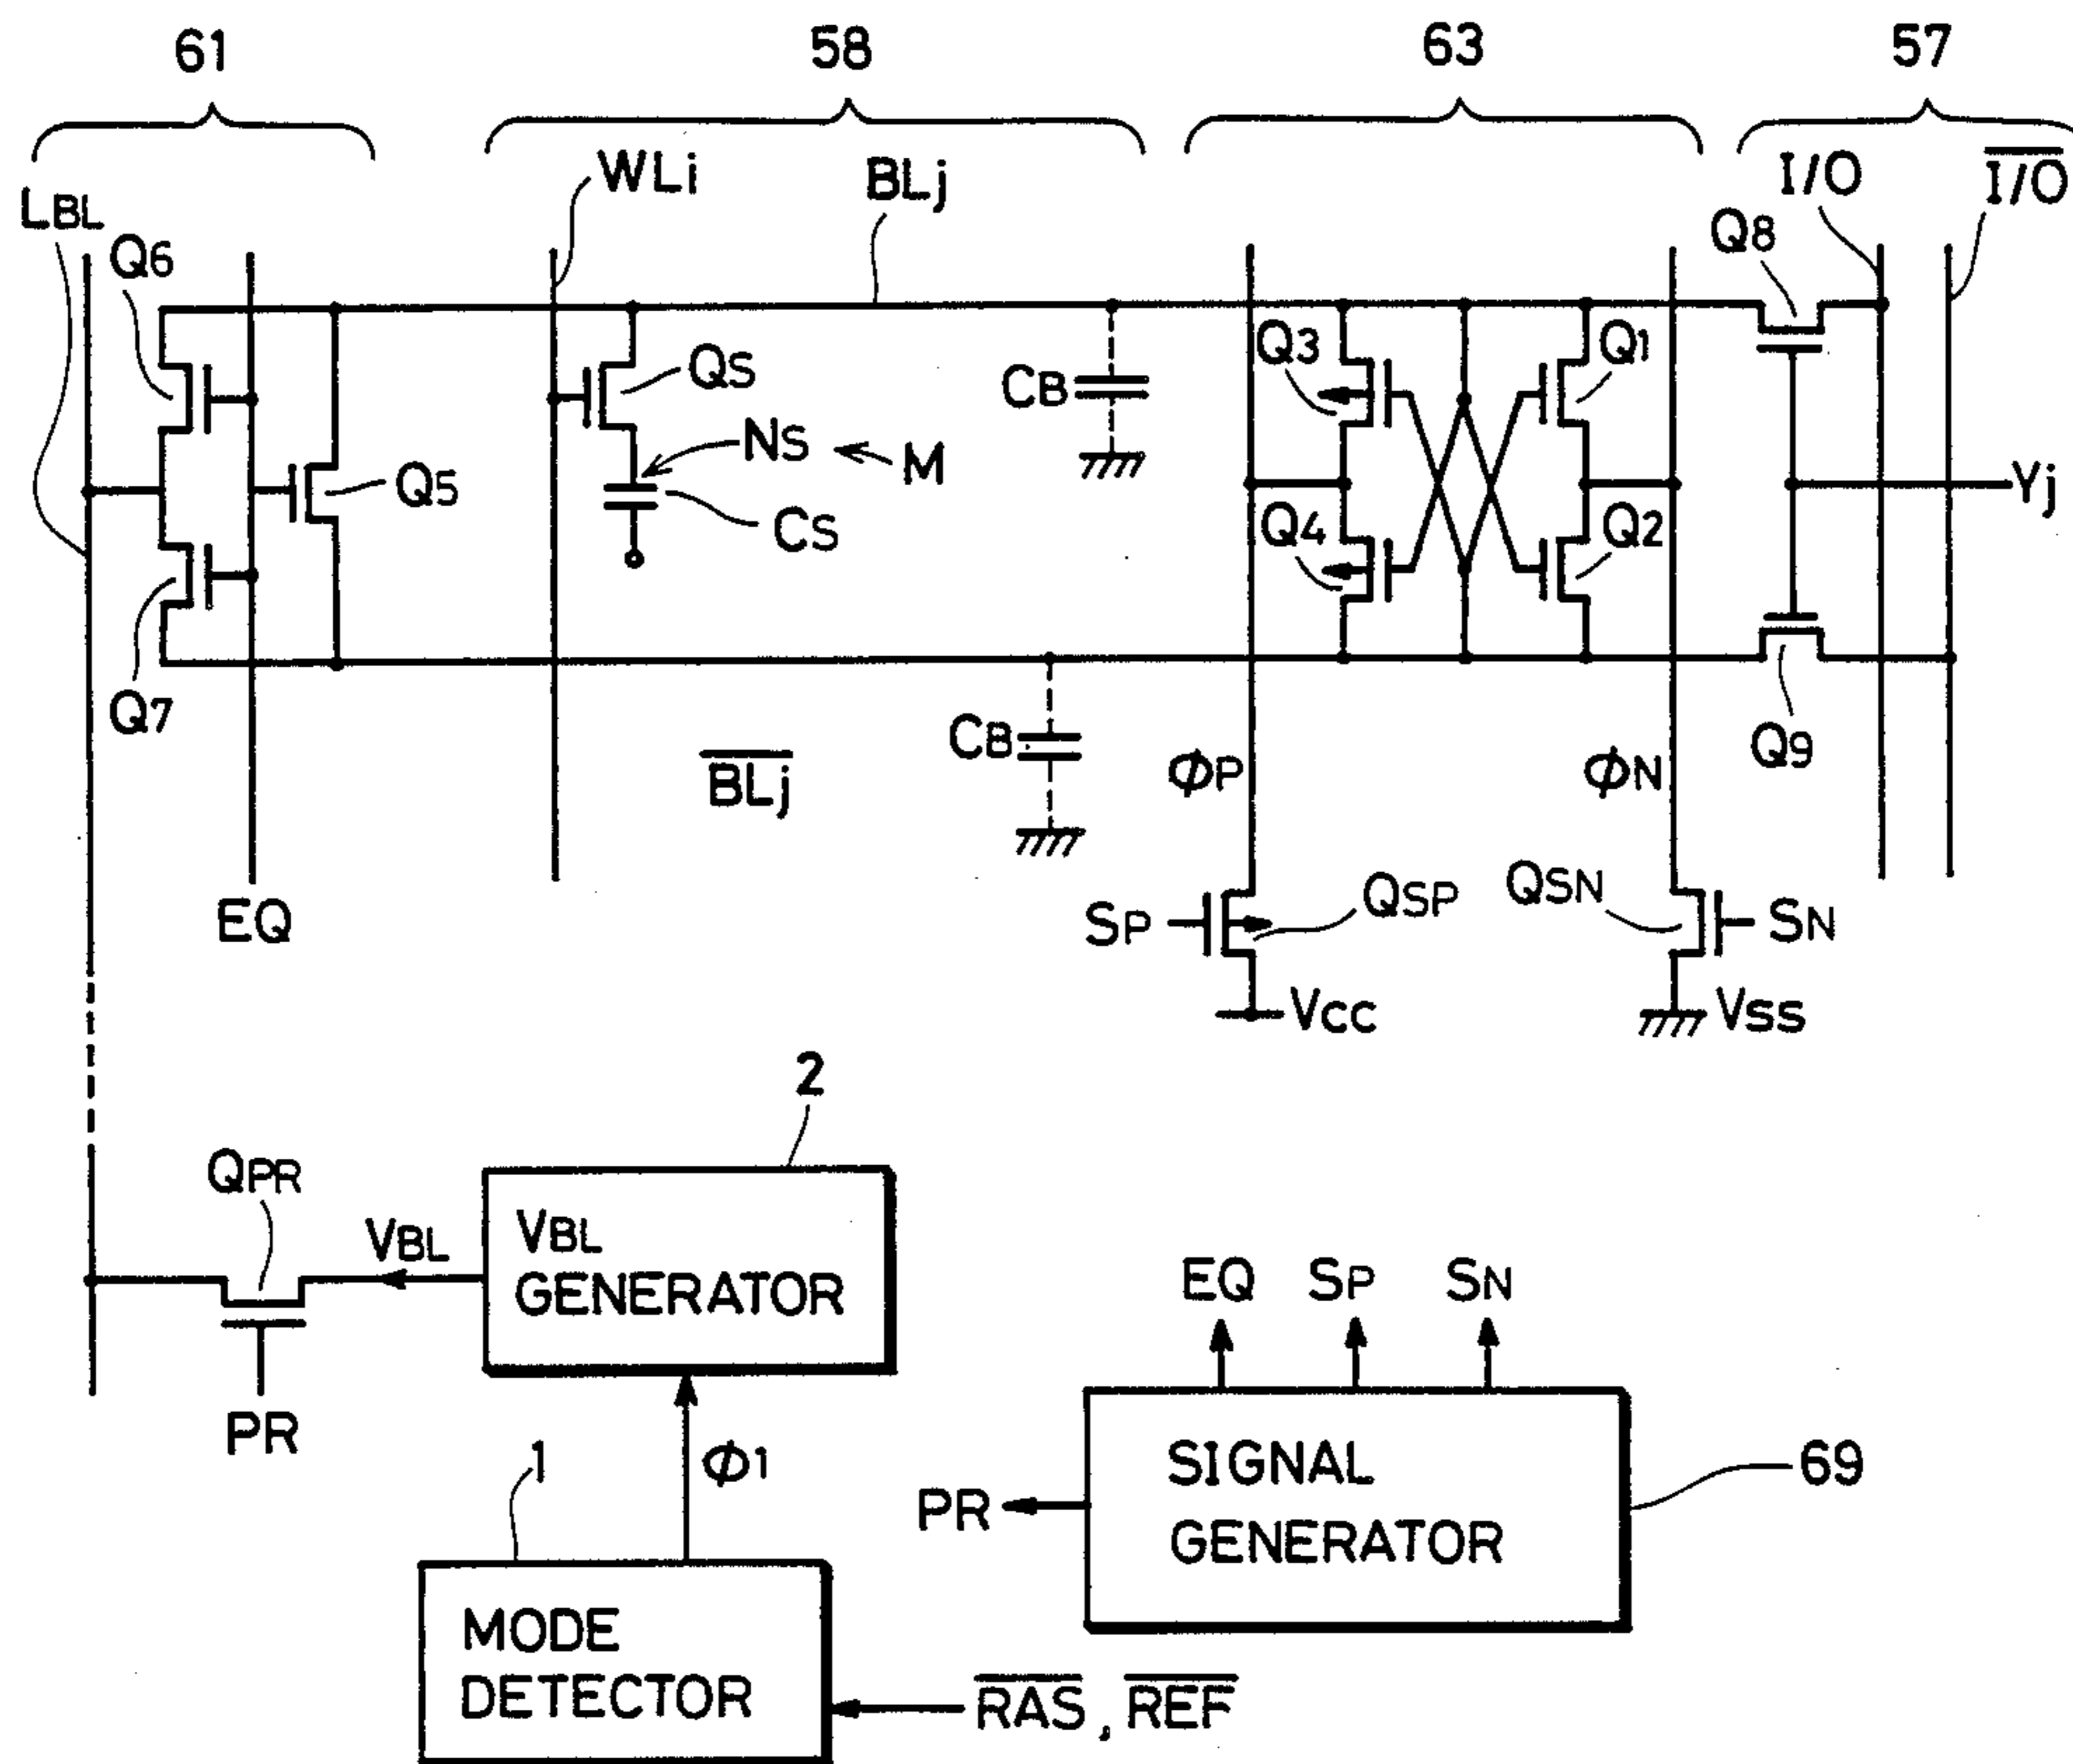 61 58 63 57
WLi BLj I/O I/O
LBL Q6 Q8
QS CB Q3 Q1
NS M
Q5 Yj
CS Q4 Q2
Q7 CB Q9
BLj ΦP ΦN
EQ SP QSP QSN SN
VCC VSS
2
QPR VBL
VBL
GENERATOR
EQ SP SN
PR 1 Φ1
SIGNAL
GENERATOR
69
PR
MODE
DETECTOR
RAS, REF